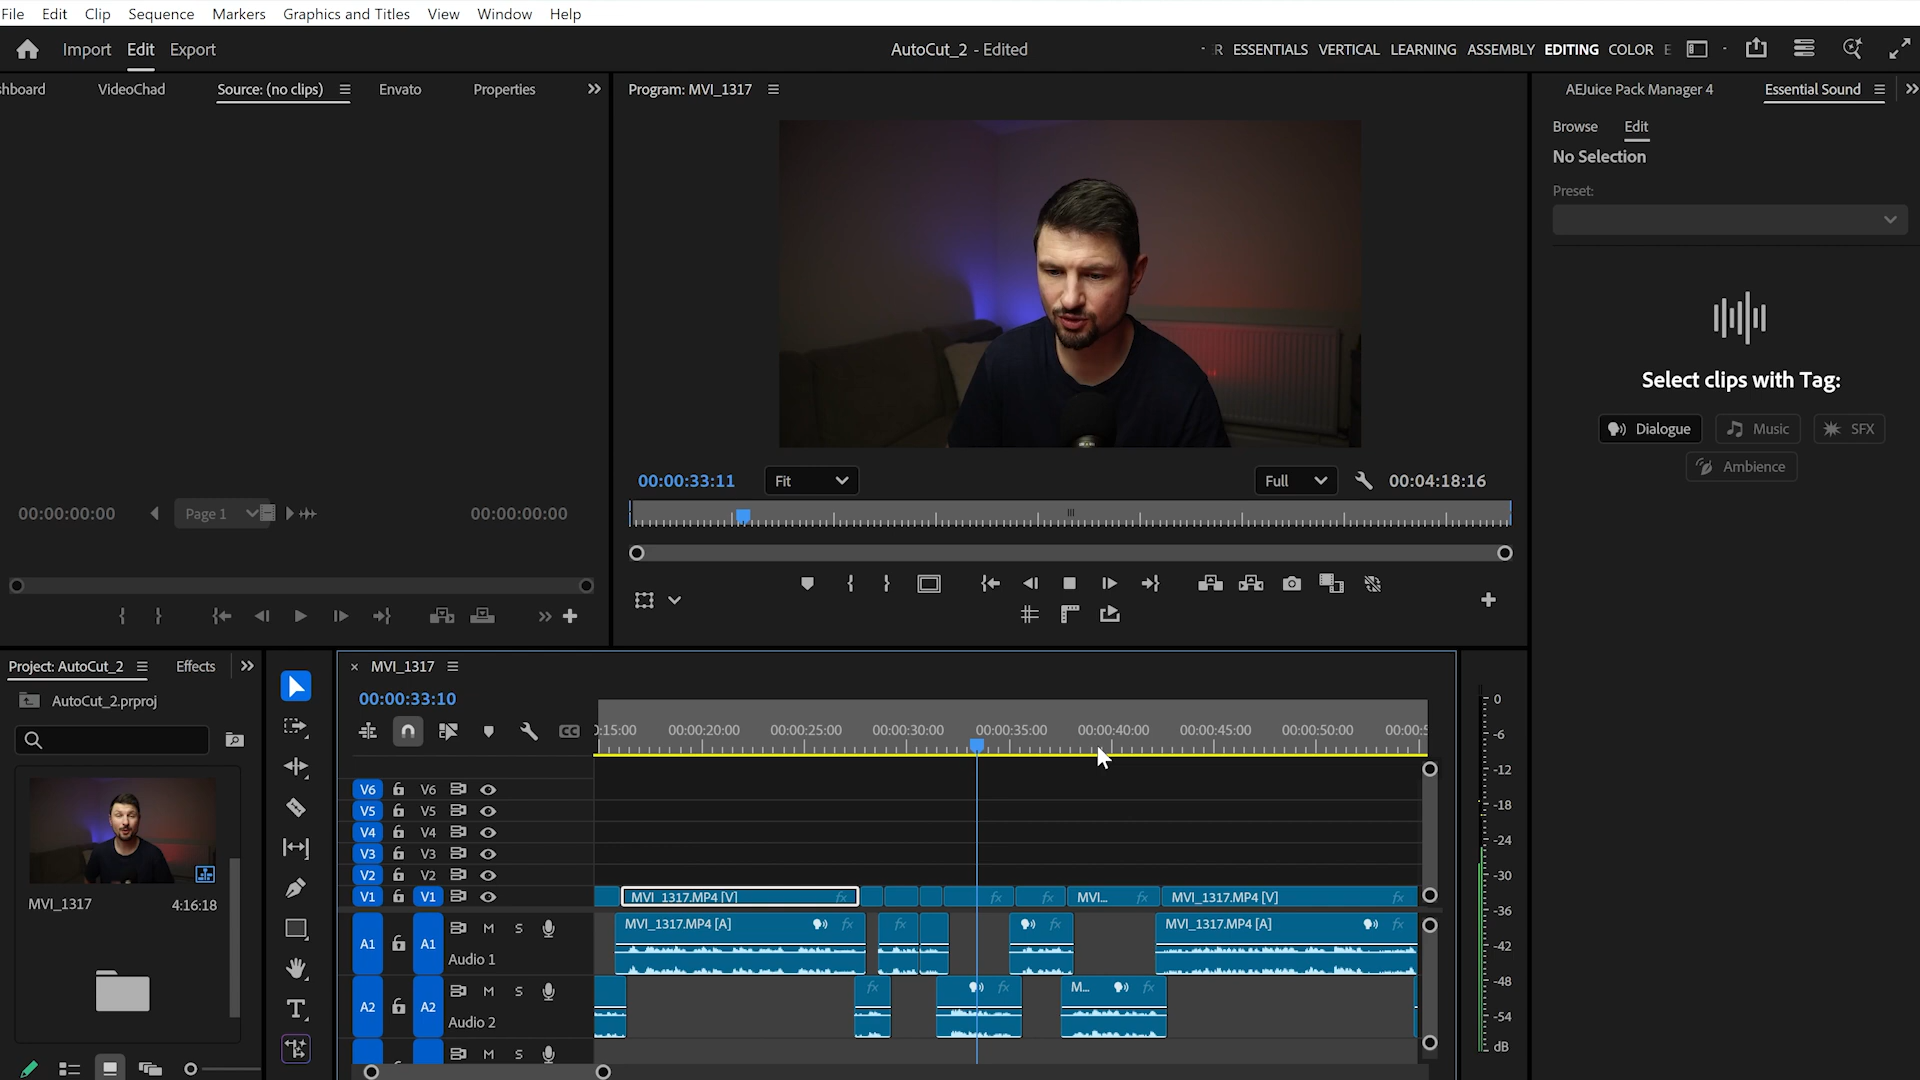 File Edit Clip Sequence Markers Graphics and Titles View Window Help
Import Edit Export
AutoCut_2 - Edited
ESSENTIALS VERTICAL LEARNING ASSEMBLY EDITING COLOR
VideoChad Source: (no clips) Envato Properties
Program: MVI_1317
AEJuice Pack Manager 4 Essential Sound
Browse Edit
No Selection
Preset:
Select clips with Tag:
Dialogue Music SFX
Ambience
00:00:33:11 Fit Full 00:04:18:16
00:00:00:00 Page 1 00:00:00:00
Project: AutoCut_2 Effects
AutoCut_2.prproj
MVI_1317 4:16:18
MVI_1317
00:00:33:10
CC
:15:00 00:00:20:00 00:00:25:00 00:00:30:00 00:00:35:00 00:00:40:00 00:00:45:00 00:00:50:00 00:00:5
V6 V6
V5 V5
V4 V4
V3 V3
V2 V2
V1 V1 MVI_1317.MP4 [V] fx fx fx MVI... fx MVI_1317.MP4 [V] fx
A1 A1 M S Audio 1 MVI_1317.MP4 [A] fx fx fx MVI_1317.MP4 [A] fx
A2 A2 M S Audio 2 fx fx M... fx
M S
0
-6
-12
-18
-24
-30
-36
-42
-48
-54
dB